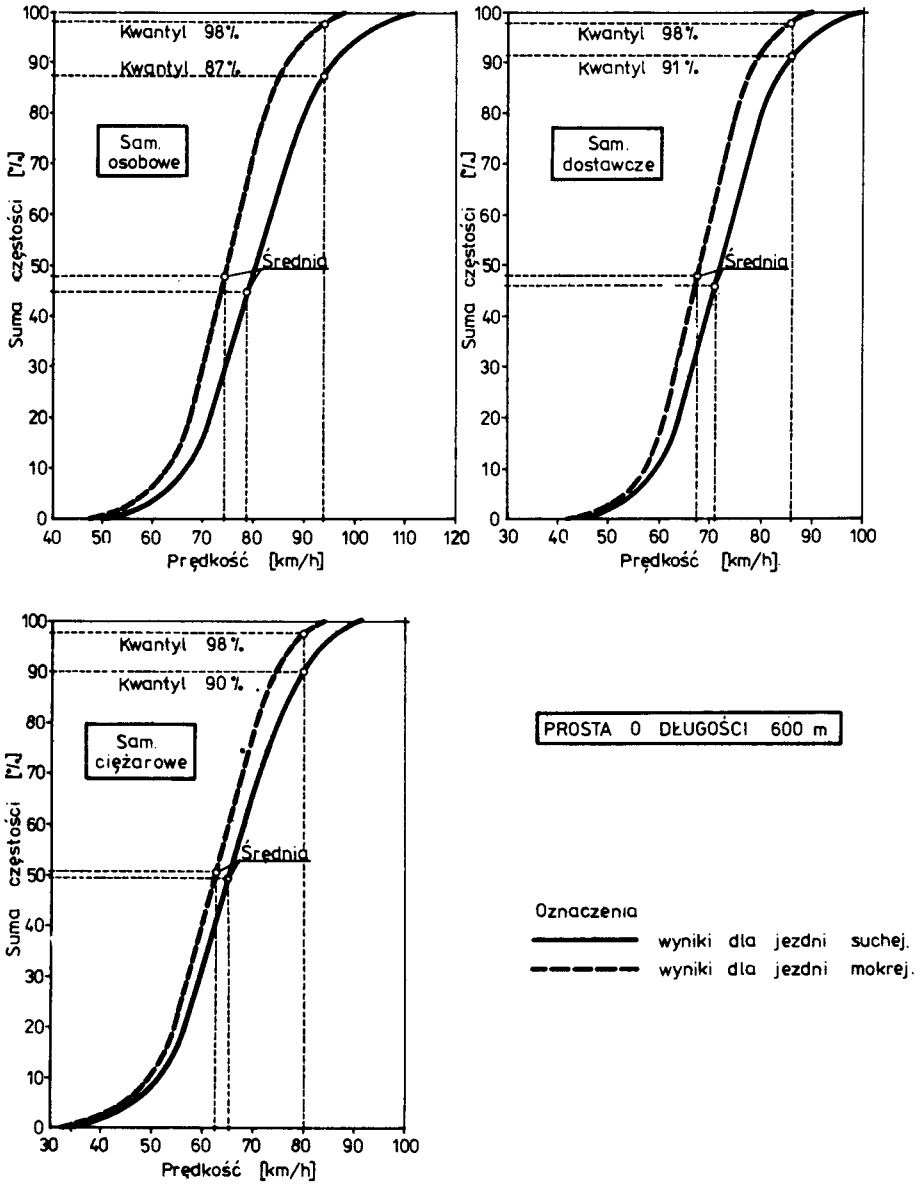 100
90
80
70
60
50
40
30
20
10
0
Suma częstości [%]
Kwantyl 98%
Kwantyl 87%
Sam.
osobowe
Średnia
40 50 60 70 80 90 100 110 120
Prędkość [km/h]
100
90
80
70
60
50
40
30
20
10
0
Suma częstości [%]
Kwantyl 98%
Kwantyl 91%
Sam.
dostawcze
Średnia
30 40 50 60 70 80 90 100
Prędkość [km/h].
100
90
80
70
60
50
40
30
20
10
0
Suma częstości [%]
Kwantyl 98%
Kwantyl 90%
Sam.
ciężarowe
Średnia
30 40 50 60 70 80 90 100
Prędkość [km/h]
PROSTA O DŁUGOŚCI 600 m
Oznaczenia
wyniki dla jezdni suchej.
wyniki dla jezdni mokrej.